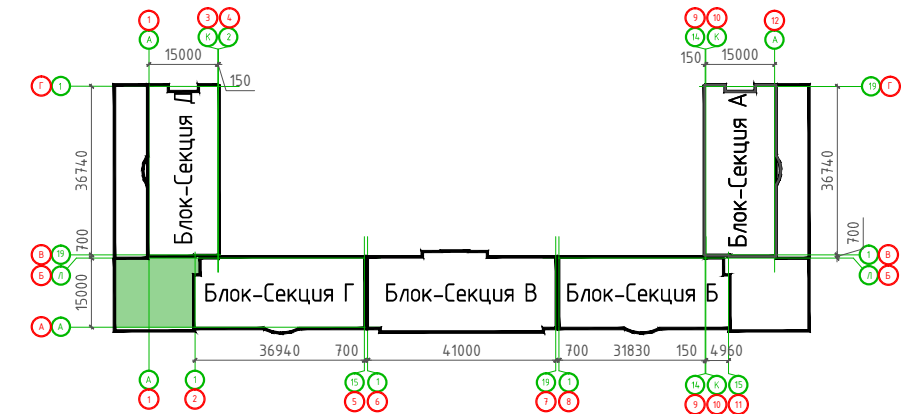 1 3 4 9 10 12
А К 2 14 К А
15000 150 15000
150
Г 1 19 Г
Блок-Секция Д
Блок-Секция А
36740 36740
700 700
В 19 1 В
Б Л Л Б
15000
Блок-Секция Г Блок-Секция В Блок-Секция Б
А А
36940 700 41000 700 31830 150 4960
А 1 15 1 19 1 14 К 15
1 2 5 6 7 8 9 10 11